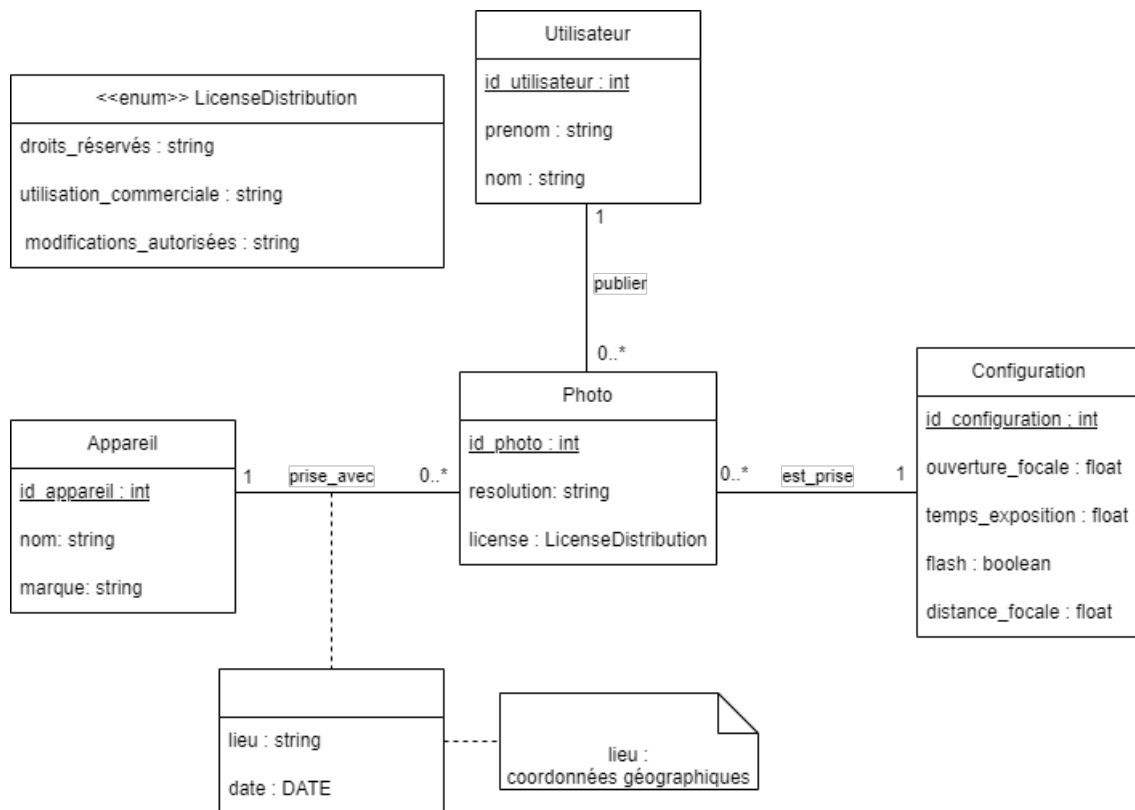 Utilisateur
id_utilisateur : int
prenom : string
nom : string
<<enum>> LicenseDistribution
droits_réservés : string
utilisation_commerciale : string
modifications_autorisées : string
1
publier
0..*
Photo
id_photo : int
resolution: string
license : LicenseDistribution
Configuration
id_configuration : int
ouverture_focale : float
temps_exposition : float
flash : boolean
distance_focale : float
Appareil
id_appareil : int
nom: string
marque: string
1
prise_avec
0..*
0..*
est_prise
1
lieu : string
date : DATE
lieu :
coordonnées géographiques